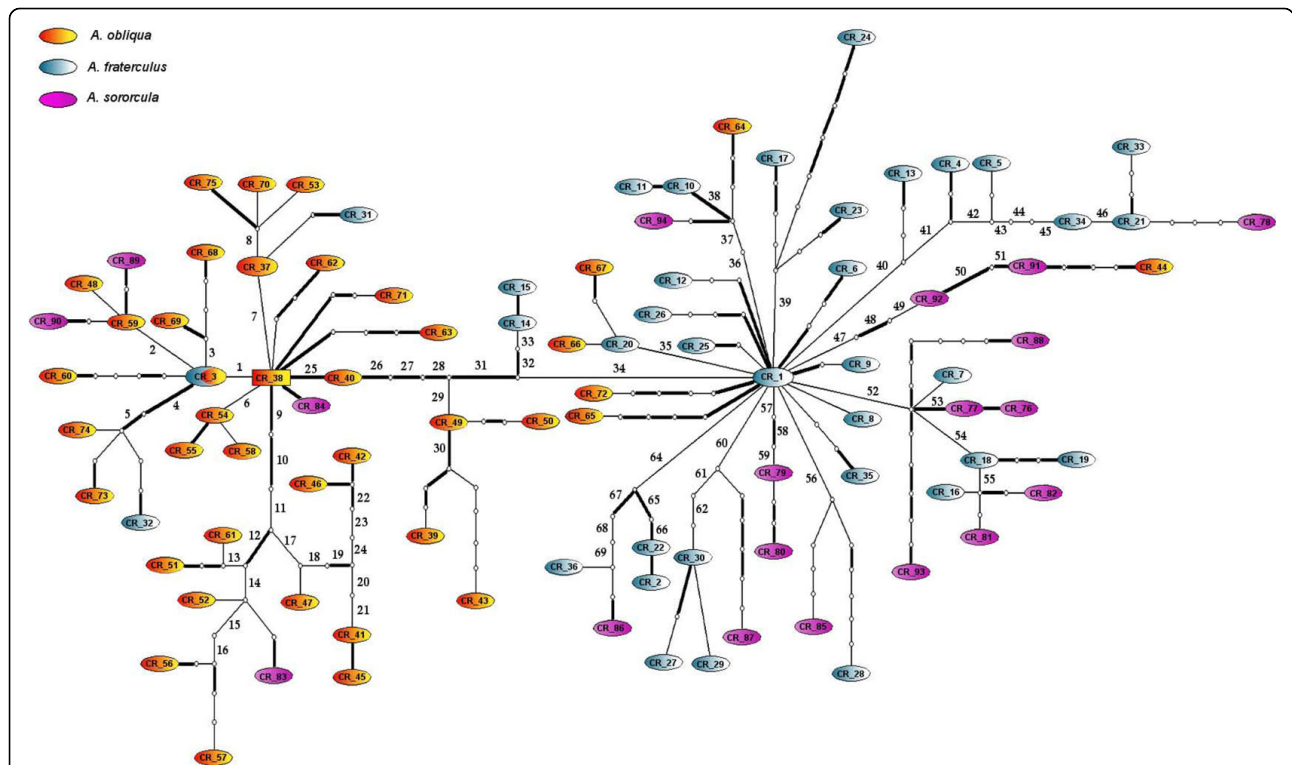 A. obliqua
A. fraterculus
A. sororcula
CR_24
CR_64
CR_33
CR_17
CR_4
CR_5
CR_13
CR_75
CR_70
CR_53
CR_11
CR_10
38
CR_31
CR_23
42
44
46
CR_94
41
43
45
CR_34
CR_21
CR_78
8
37
CR_68
CR_62
CR_89
CR_37
36
40
51
CR_91
CR_44
CR_67
CR_6
50
CR_48
CR_71
CR_15
CR_12
39
49
CR_92
7
48
CR_90
CR_59
CR_69
CR_14
CR_26
47
2
3
CR_63
33
CR_20
CR_25
CR_88
CR_66
35
1
25
26
27
28
31
32
34
CR_9
CR_60
CR_3
CR_38
CR_40
CR_1
CR_7
4
29
CR_72
52
6
9
CR_84
53
CR_77
CR_76
5
CR_54
CR_65
57
CR_8
CR_74
CR_49
CR_50
58
54
CR_55
CR_58
30
60
59
CR_18
CR_19
10
CR_42
64
CR_79
CR_35
55
CR_46
61
56
CR_16
CR_82
CR_73
22
67
65
11
62
CR_32
23
68
66
CR_39
CR_81
CR_61
12
17
24
CR_22
CR_80
69
CR_30
CR_51
13
18
19
CR_36
CR_93
14
20
CR_2
CR_52
CR_47
CR_43
15
21
CR_86
CR_87
CR_85
16
CR_41
CR_56
CR_27
CR_29
CR_83
CR_45
CR_28
CR_57